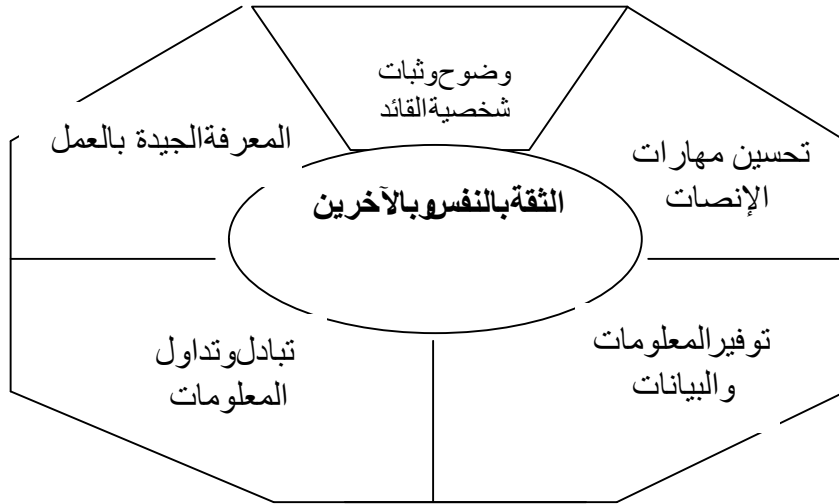 وضوح وثبات
شخصية القائد
تحسين مهارات
الإنصات
المعرفة الجيدة بالعمل
الثقة بالنفس وبالآخرين
توفير المعلومات
والبيانات
تبادل وتداول
المعلومات